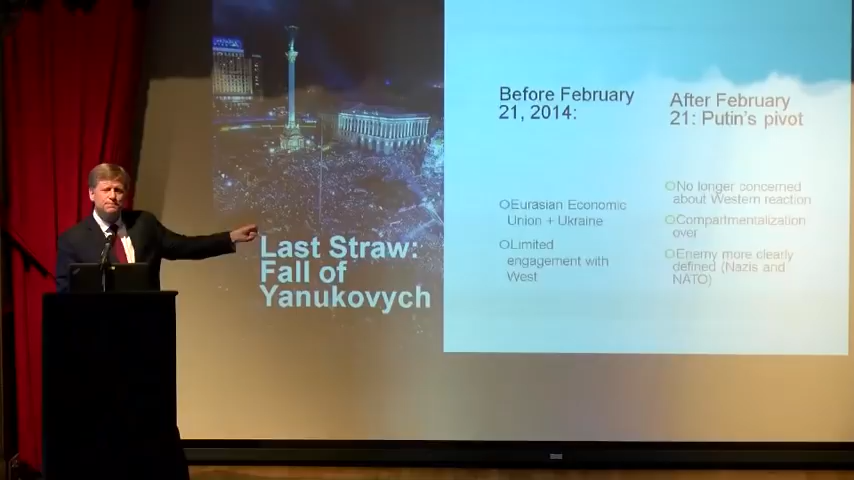 Last Straw:
Fall of
Yanukovych
Before February
21, 2014:
Eurasian Economic
Union + Ukraine
Limited
engagement with
West
After February
21: Putin's pivot
No longer concerned
about Western reaction
Compartmentalization
over
Enemy more clearly
defined (Nazis and
NATO)